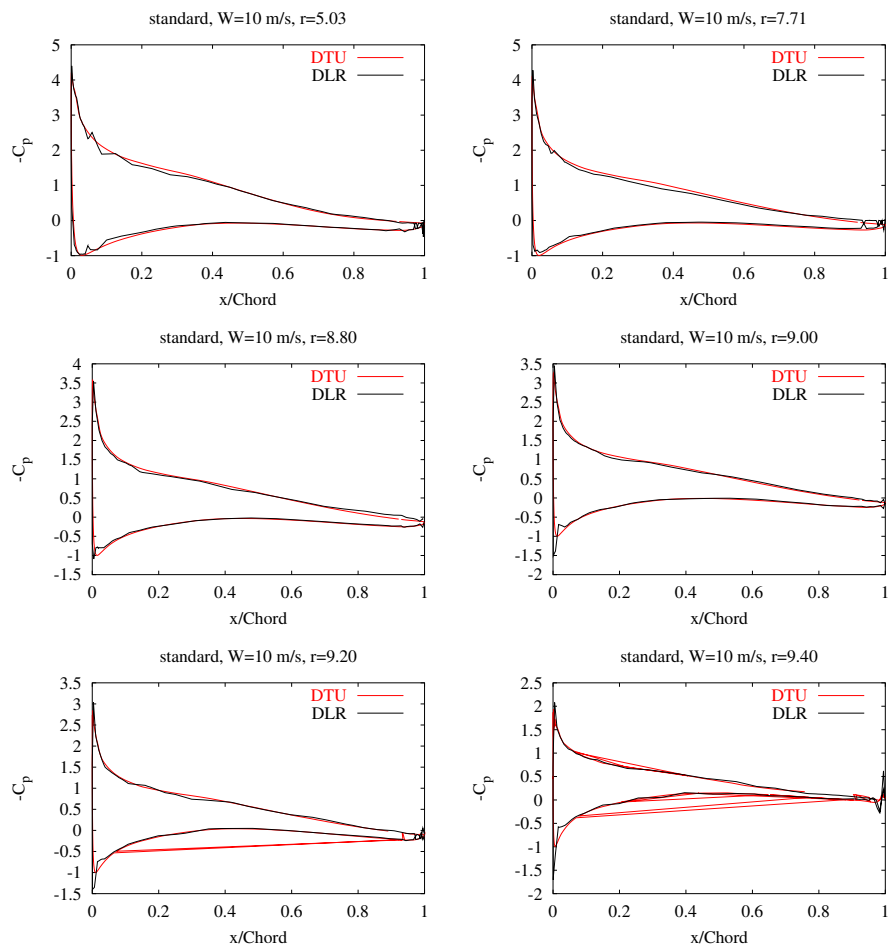 standard, W=10 m/s, r=5.03
5
4
3
2
1
0
-1
-Cp
DTU
DLR
0 0.2 0.4 0.6 0.8 1
x/Chord
standard, W=10 m/s, r=7.71
5
4
3
2
1
0
-1
-Cp
DTU
DLR
0 0.2 0.4 0.6 0.8 1
x/Chord
standard, W=10 m/s, r=8.80
4
3.5
3
2.5
2
1.5
1
0.5
0
-0.5
-1
-1.5
-Cp
DTU
DLR
0 0.2 0.4 0.6 0.8 1
x/Chord
standard, W=10 m/s, r=9.00
3.5
3
2.5
2
1.5
1
0.5
0
-0.5
-1
-1.5
-2
-Cp
DTU
DLR
0 0.2 0.4 0.6 0.8 1
x/Chord
standard, W=10 m/s, r=9.20
3.5
3
2.5
2
1.5
1
0.5
0
-0.5
-1
-1.5
-Cp
DTU
DLR
0 0.2 0.4 0.6 0.8 1
x/Chord
standard, W=10 m/s, r=9.40
2.5
2
1.5
1
0.5
0
-0.5
-1
-1.5
-2
-Cp
DTU
DLR
0 0.2 0.4 0.6 0.8 1
x/Chord